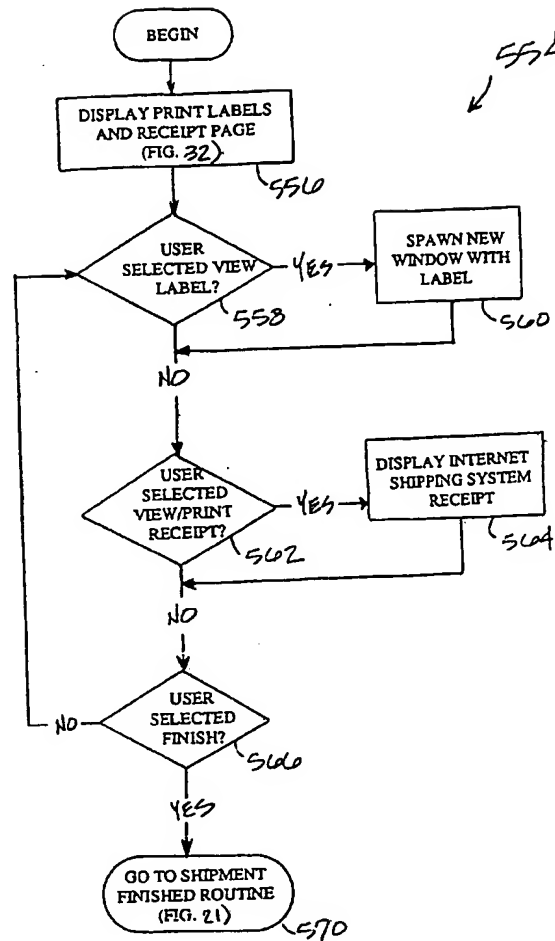 BEGIN
554
DISPLAY PRINT LABELS
AND RECEIPT PAGE
(FIG. 32)
556
USER
SELECTED VIEW
LABEL?
558
YES
SPAWN NEW
WINDOW WITH
LABEL
560
NO
USER
SELECTED
VIEW/PRINT
RECEIPT?
562
YES
DISPLAY INTERNET
SHIPPING SYSTEM
RECEIPT
564
NO
USER
SELECTED
FINISH?
566
NO
YES
GO TO SHIPMENT
FINISHED ROUTINE
(FIG. 21)
570